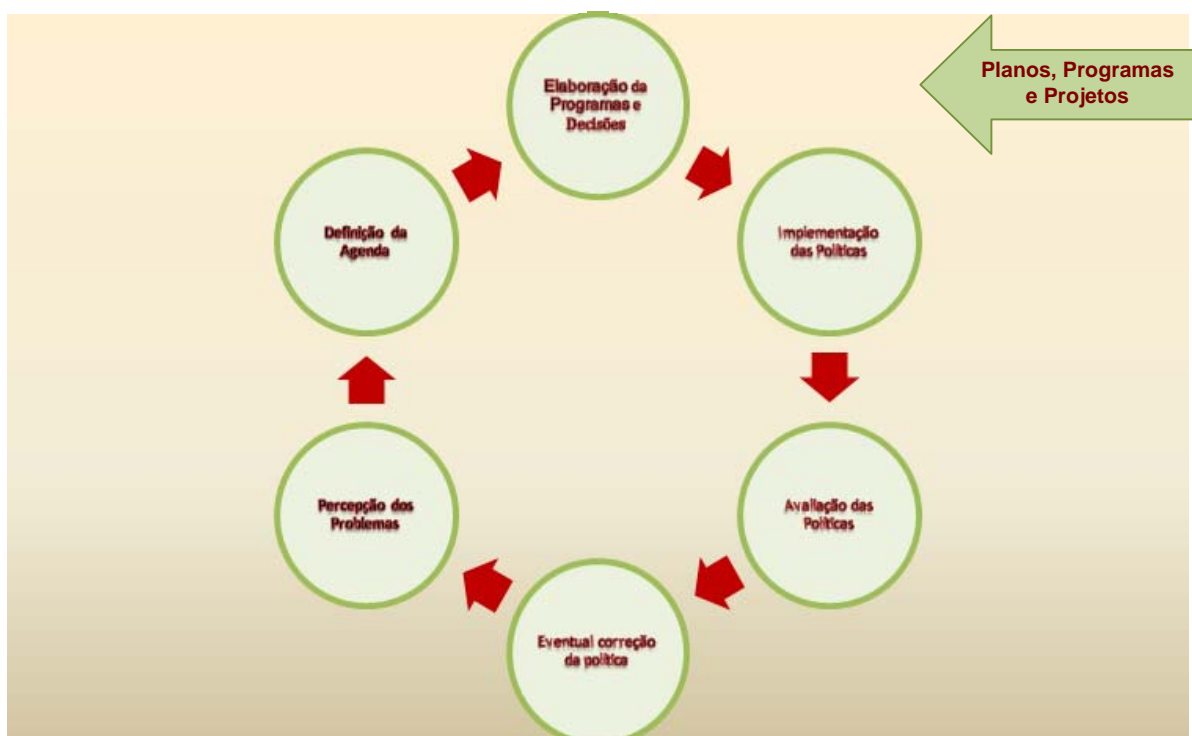 Elaboração da
Programas e
Decisões
Planos, Programas
e Projetos
Definição da
Agenda
Implementação
das Políticas
Percepção dos
Problemas
Avaliação das
Políticas
Eventual correção
da política